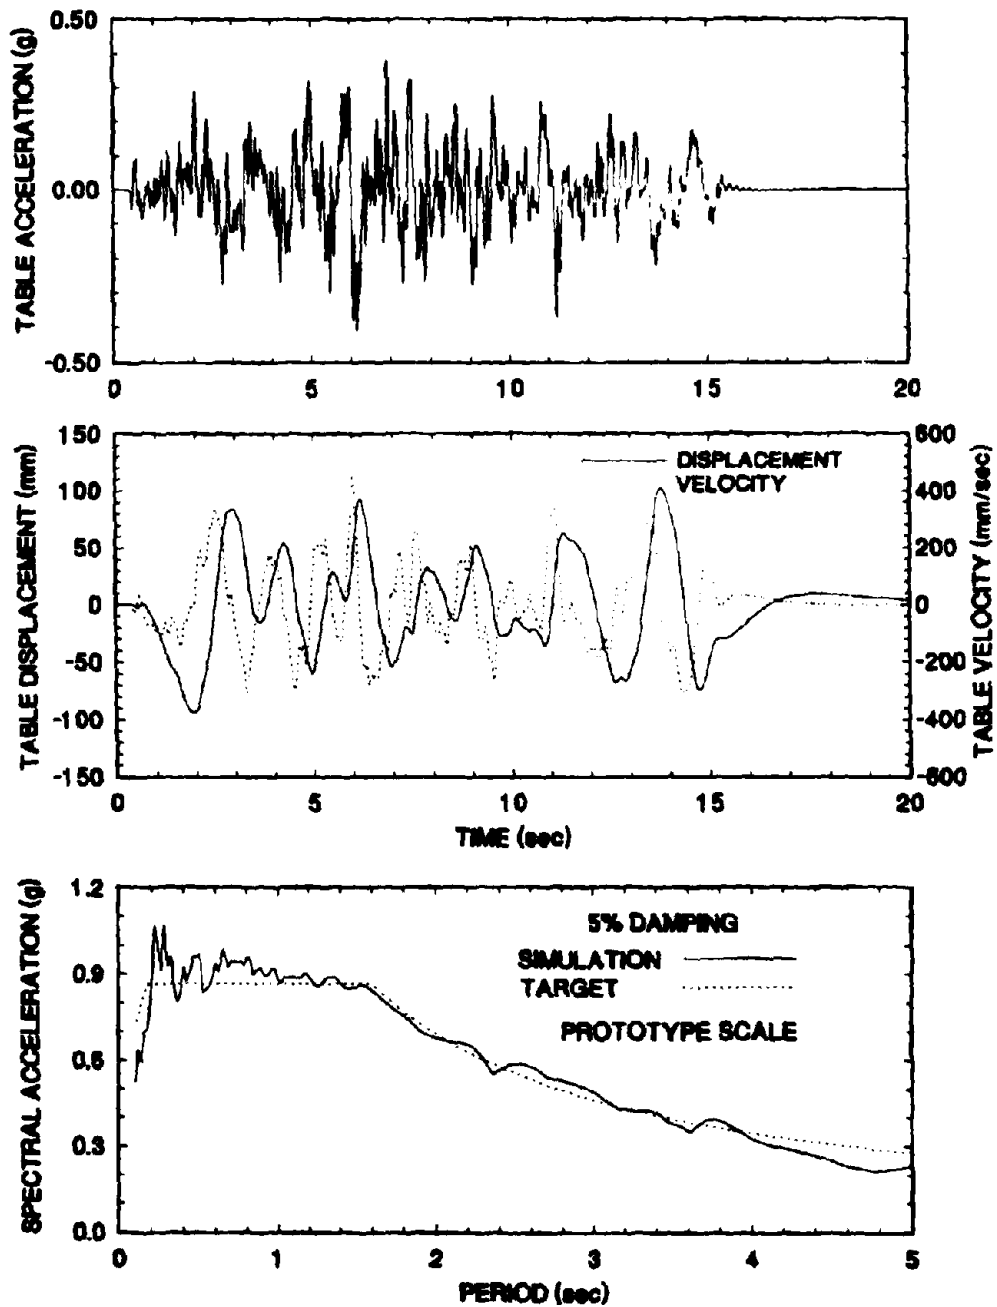 TABLE ACCELERATION (g)
0.50
0.00
-0.50
0 5 10 15 20
TABLE DISPLACEMENT (mm)
150
100
50
0
-50
-100
-150
DISPLACEMENT
VELOCITY
600
400
200
0
-200
-400
-600
TABLE VELOCITY (mm/sec)
0 5 10 15 20
TIME (sec)
SPECTRAL ACCELERATION (g)
1.2
0.9
0.6
0.3
0.0
5% DAMPING
SIMULATION
TARGET
PROTOTYPE SCALE
0 1 2 3 4 5
PERIOD (sec)